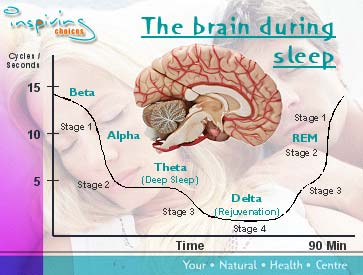 inspiring
choices
The brain during
sleep
Cycles /
Seconds
15
10
5
Beta
Stage 1
Alpha
Stage 2
Theta
(Deep Sleep)
Stage 3
Delta
(Rejuvenation)
Stage 4
Stage 1
REM
Stage 2
Stage 3
Time
90 Min
Your • Natural • Health • Centre